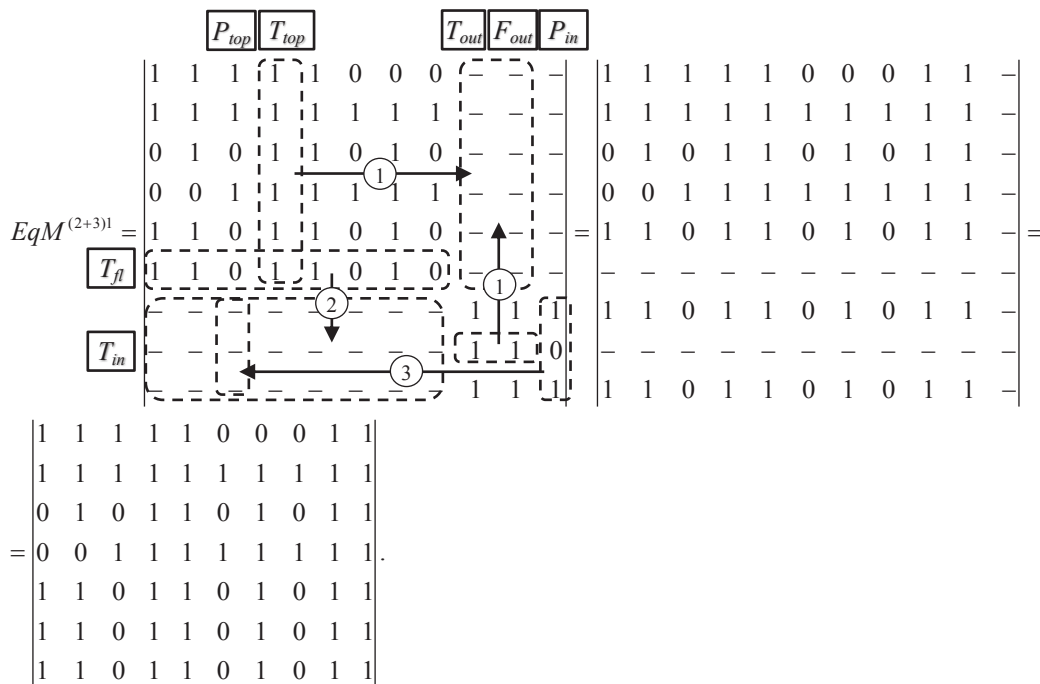 P_top T_top T_out F_out P_in
1 1 1 1 1 0 0 0 – – – 1 1 1 1 1 0 0 0 1 1 –
1 1 1 1 1 1 1 1 – – – 1 1 1 1 1 1 1 1 1 1 –
0 1 0 1 1 0 1 0 – – – 0 1 0 1 1 0 1 0 1 1 –
1
0 0 1 1 1 1 1 1 – – – 0 0 1 1 1 1 1 1 1 1 –
EqM^(2+3)1 = 1 1 0 1 1 0 1 0 – – – = 1 1 0 1 1 0 1 0 1 1 – =
T_fl 1 1 0 1 1 0 1 0 – – – – – – – – – – – – – –
2 1
– – – – – – – – 1 1 1 1 1 0 1 1 0 1 0 1 1 –
T_in – – – – – – – – 1 1 0 – – – – – – – – – – –
3
– – – – – – – – 1 1 1 1 1 0 1 1 0 1 0 1 1 –
1 1 1 1 1 0 0 0 1 1
1 1 1 1 1 1 1 1 1 1
0 1 0 1 1 0 1 0 1 1
= 0 0 1 1 1 1 1 1 1 1 .
1 1 0 1 1 0 1 0 1 1
1 1 0 1 1 0 1 0 1 1
1 1 0 1 1 0 1 0 1 1